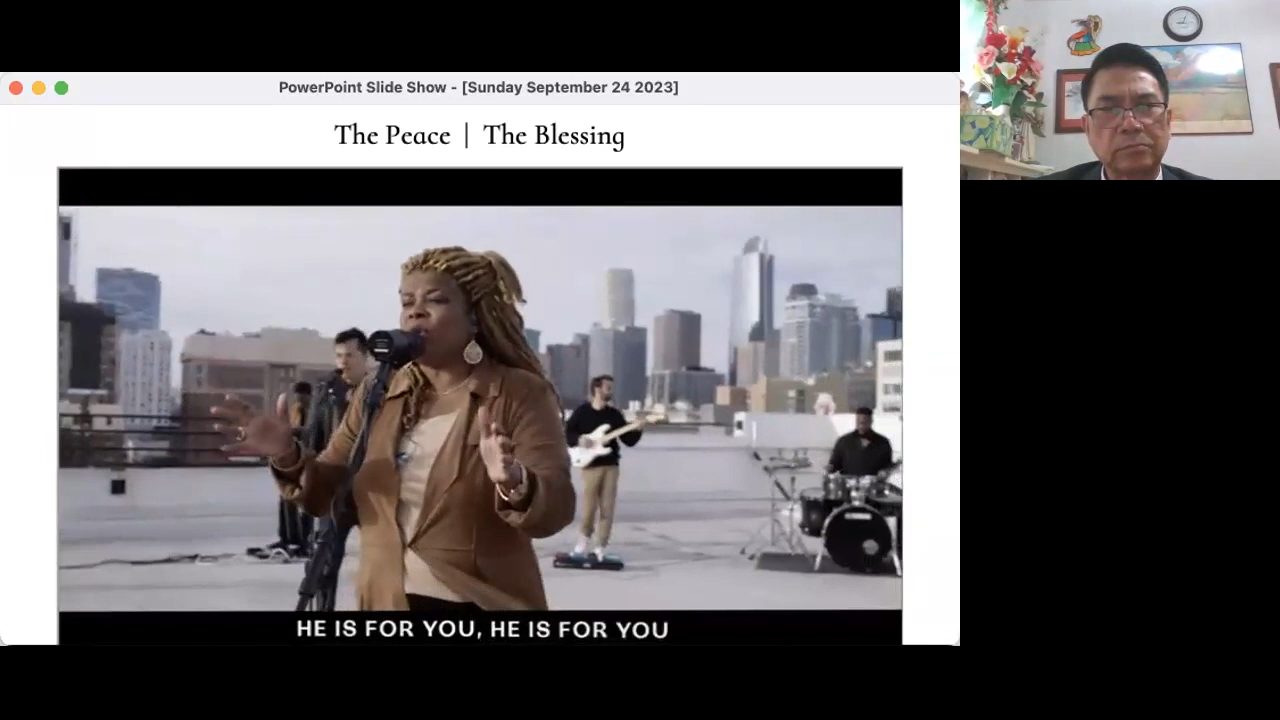 PowerPoint Slide Show - [Sunday September 24 2023]
The Peace | The Blessing
HE IS FOR YOU, HE IS FOR YOU